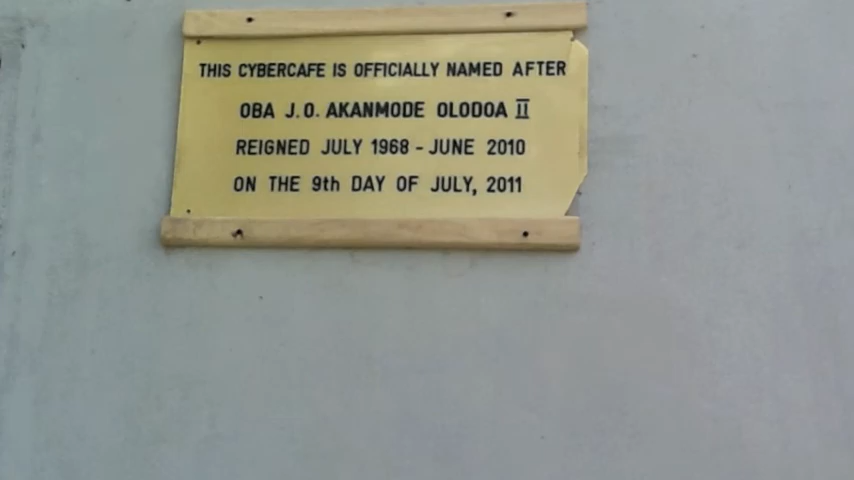 THIS CYBERCAFE IS OFFICIALLY NAMED AFTER
OBA J.O. AKANMODE OLODOA II
REIGNED JULY 1968 - JUNE 2010
ON THE 9th DAY OF JULY, 2011